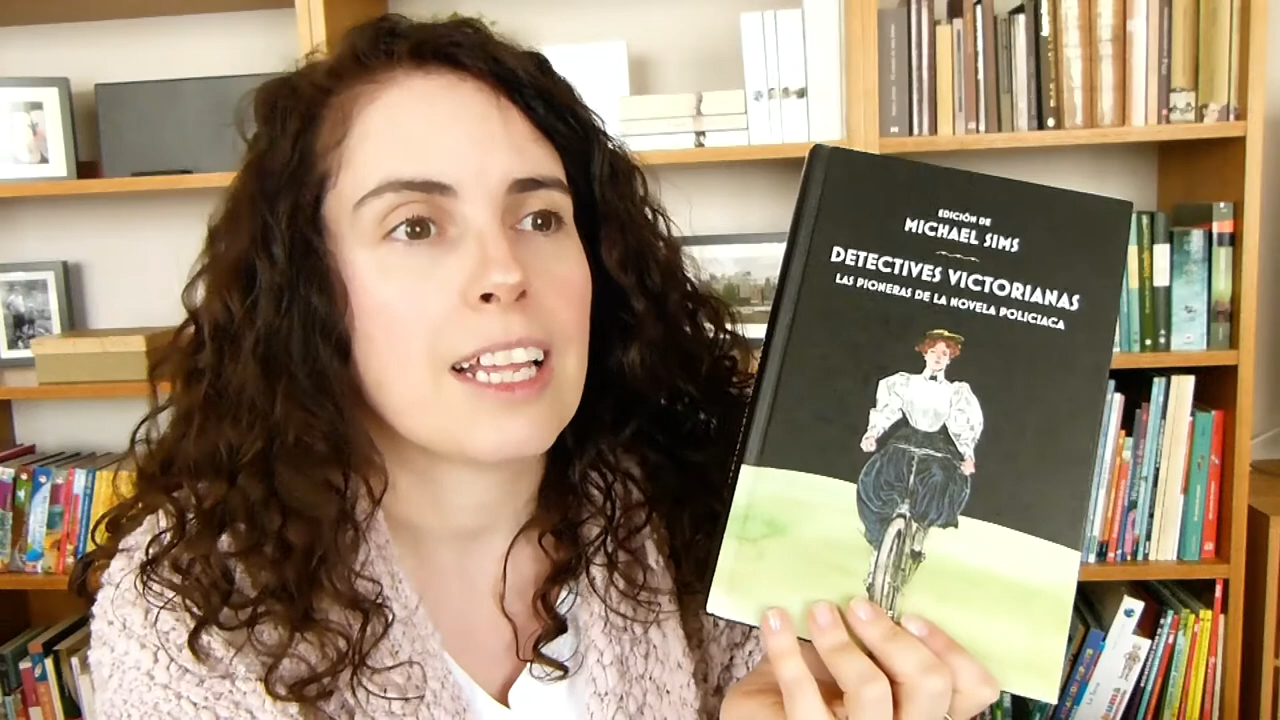 EDICIÓN DE
MICHAEL SIMS
DETECTIVES VICTORIANAS
LAS PIONERAS DE LA NOVELA POLICIACA